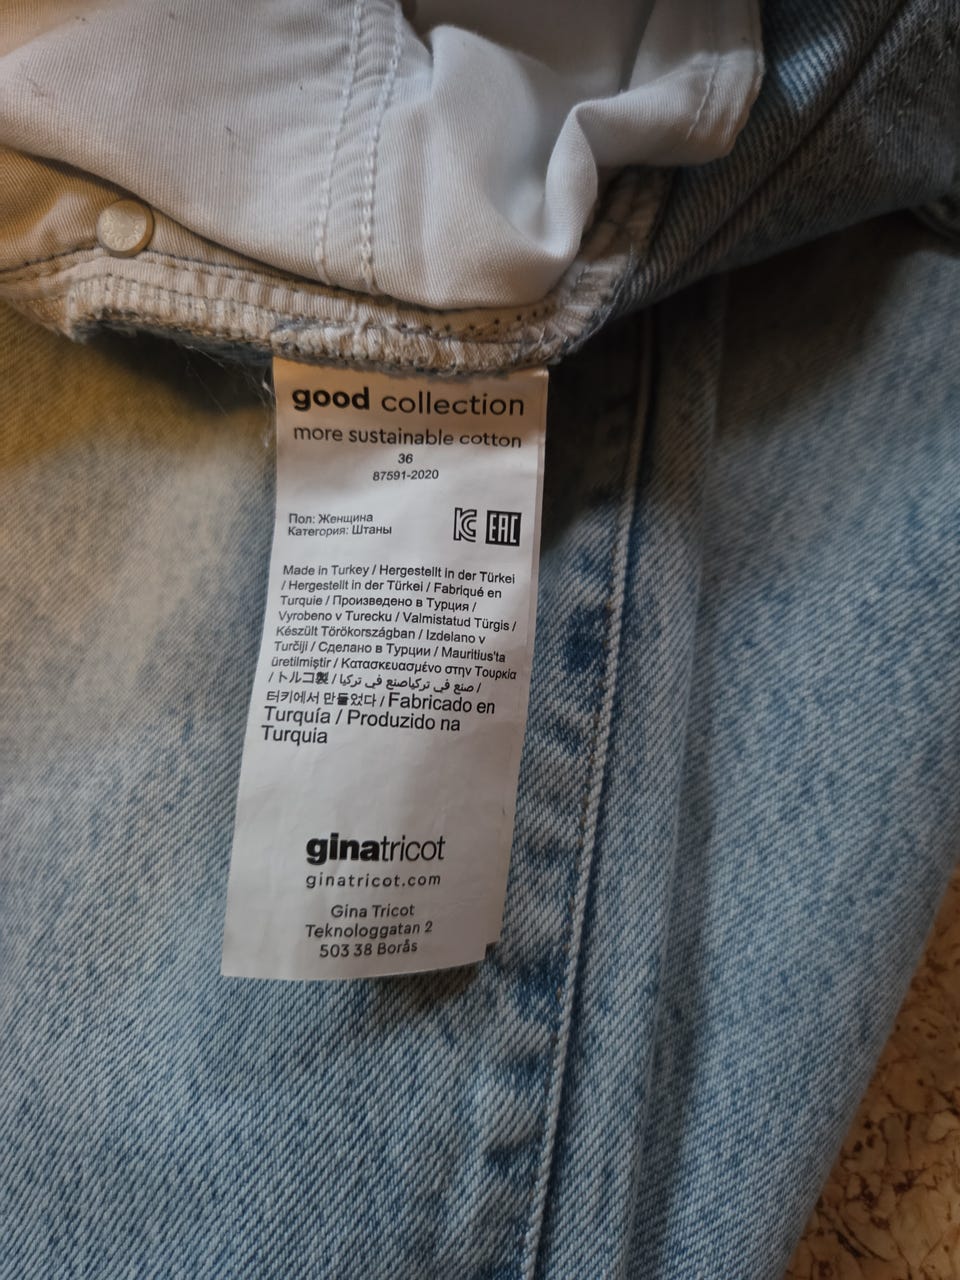 good collection
more sustainable cotton
36
87591-2020
Пол: Женщина
Категория: Штаны
EAC
Made in Turkey / Hergestellt in der Türkei
/ Hergestellt in der Türkei / Fabriqué en
Turquie / Произведено в Турция /
Vyrobeno v Turecku / Valmistatud Türgis /
Készült Törökországban / Izdelano v
Turčiji / Сделано в Турции / Mauritius'ta
üretilmiştir / Κατασκευασμένο στην Τουρκία
/ トルコ製 / صنع في تركياصنع في تركيا /
터키에서 만들었다 / Fabricado en
Turquía / Produzido na
Turquia
ginatricot
ginatricot.com
Gina Tricot
Teknologgatan 2
503 38 Borås